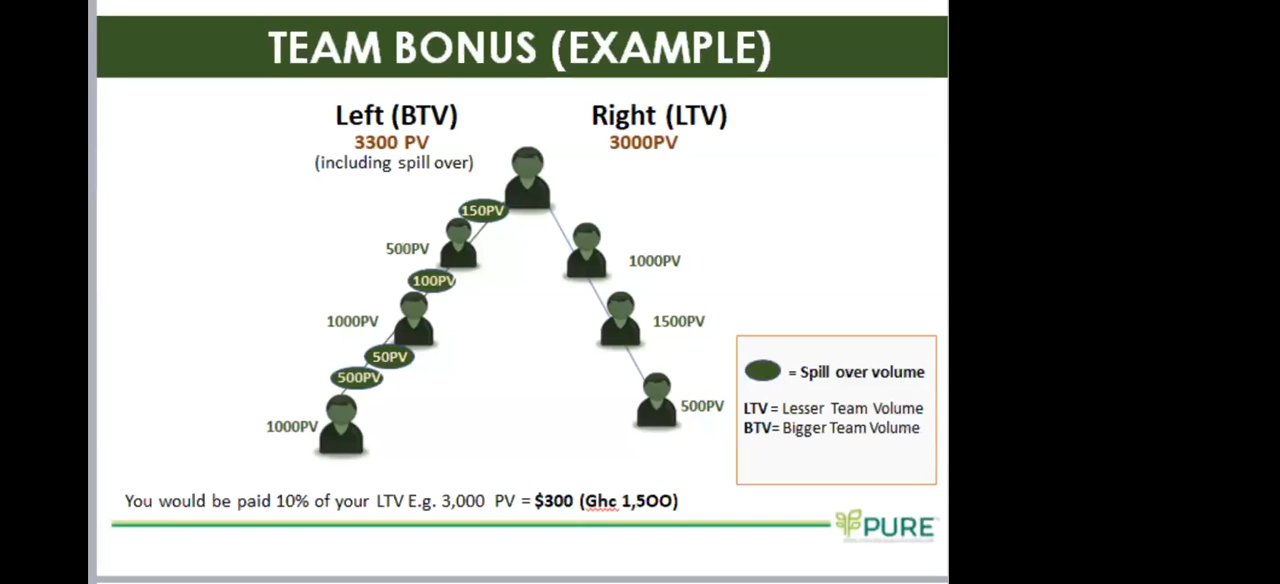 TEAM BONUS (EXAMPLE)
Left (BTV)
3300 PV
(including spill over)
Right (LTV)
3000PV
150PV
500PV
100PV
1000PV
50PV
500PV
1000PV
1000PV
1500PV
500PV
= Spill over volume
LTV = Lesser Team Volume
BTV= Bigger Team Volume
You would be paid 10% of your LTV E.g. 3,000 PV = $300 (Ghc 1,5OO)
PURE